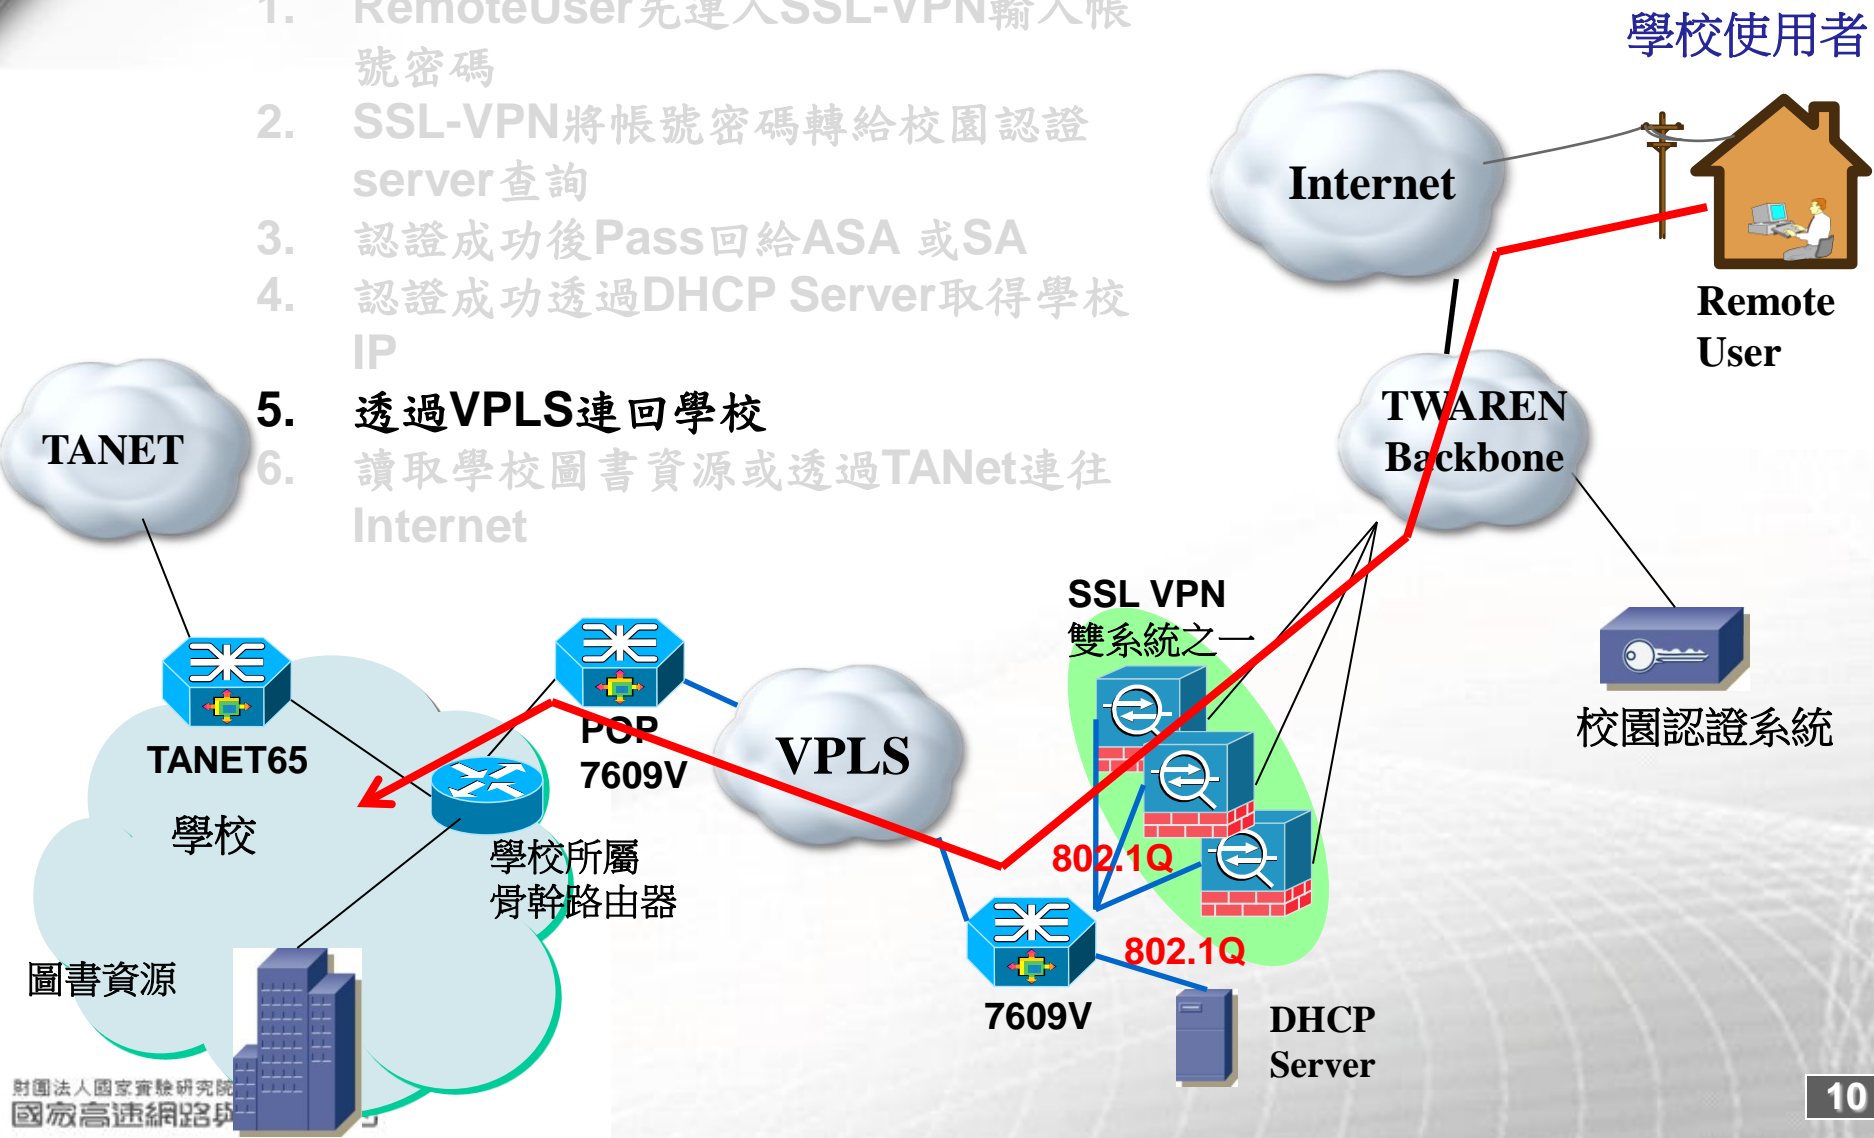 1. RemoteUser先連入SSL-VPN輸入帳
號密碼
2. SSL-VPN將帳號密碼轉給校園認證
server查詢
3. 認證成功後Pass回給ASA 或SA
4. 認證成功透過DHCP Server取得學校
IP
5. 透過VPLS連回學校
6. 讀取學校圖書資源或透過TANet連往
Internet
學校使用者
Internet
Remote
User
TWAREN
Backbone
TANET
SSL VPN
雙系統之一
校園認證系統
POP
7609V
VPLS
TANET65
學校
學校所屬
骨幹路由器
802.1Q
802.1Q
7609V
圖書資源
DHCP
Server
財團法人國家實驗研究院
國家高速網路與
10